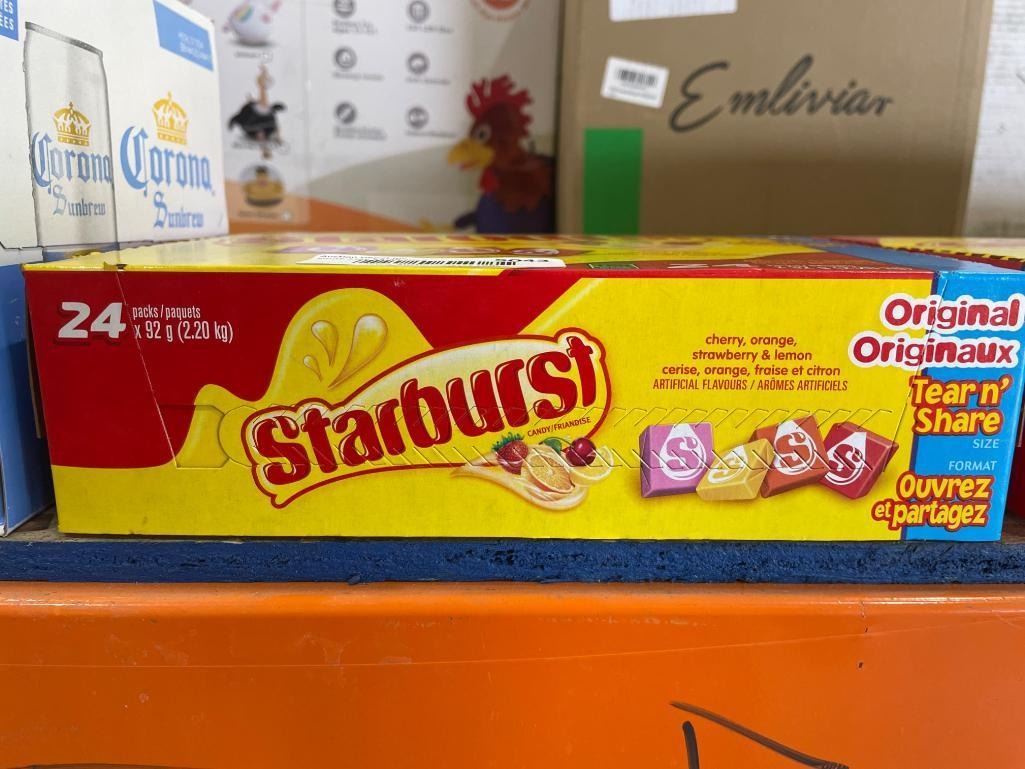 Corona
Sunbrew
Corona
Sunbrew
Emliviar
24 packs/paquets
x 92 g (2.20 kg)
Starburst
CANDY/FRIANDISE
cherry, orange,
strawberry & lemon
cerise, orange, fraise et citron
ARTIFICIAL FLAVOURS / ARÔMES ARTIFICIELS
S
S
S
S
Original
Originaux
Tear n'
Share
SIZE
FORMAT
Ouvrez
et partagez